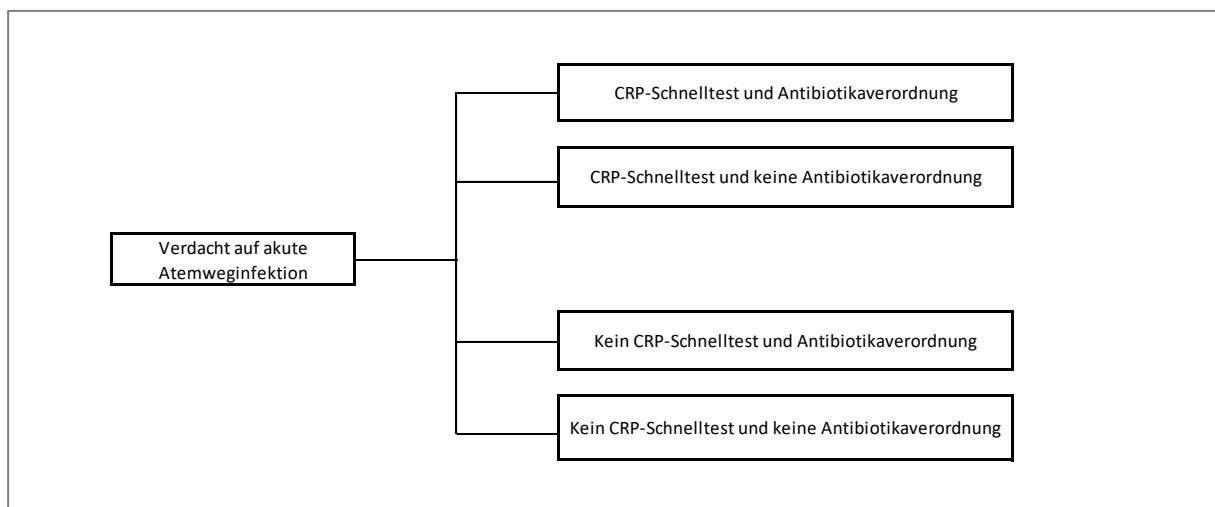 CRP-Schnelltest und Antibiotikaverordnung
CRP-Schnelltest und keine Antibiotikaverordnung
Verdacht auf akute
Atemweginfektion
Kein CRP-Schnelltest und Antibiotikaverordnung
Kein CRP-Schnelltest und keine Antibiotikaverordnung